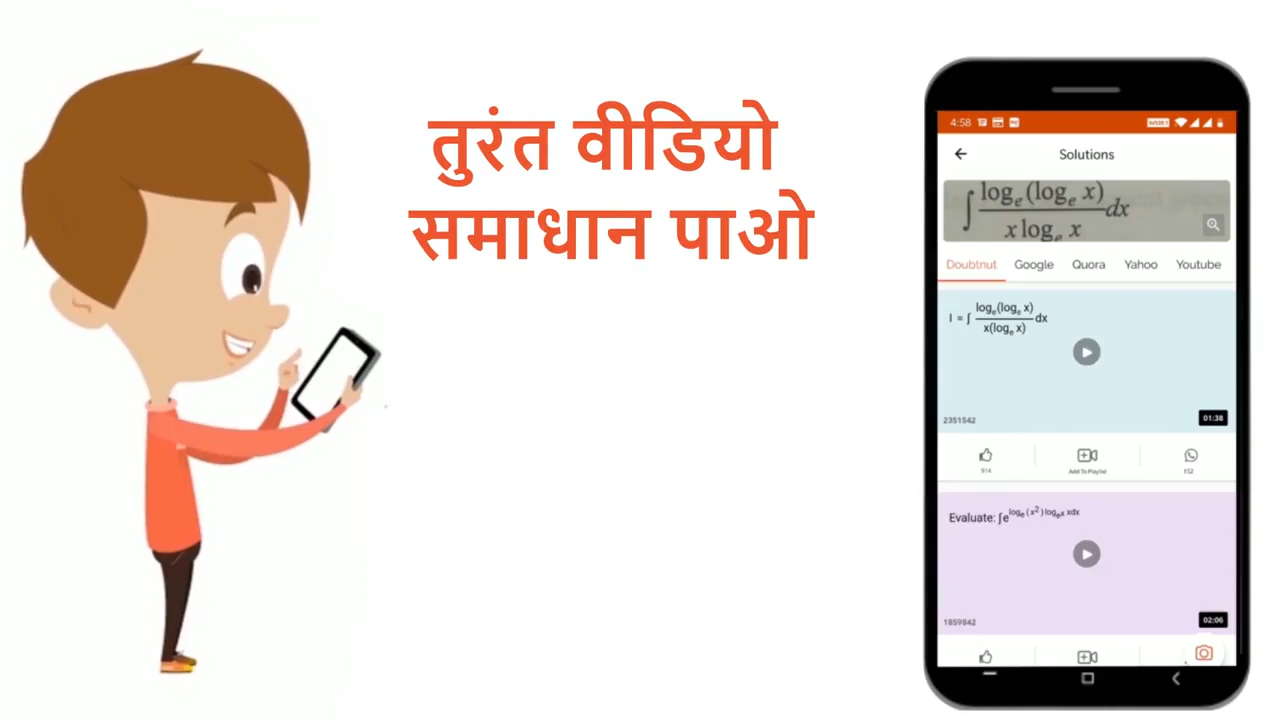 तुरंत वीडियो
समाधान पाओ
4:58
Solutions
∫ logₑ(logₑ x) / x logₑ x dx
Doubtnut Google Quora Yahoo Youtube
I = ∫ logₑ(logₑ x) / x(logₑ x) dx
2351542 01:38
914 Add To Playlist 152
Evaluate: ∫e^logₑ(x²)logₑx xdx
1859842 02:06